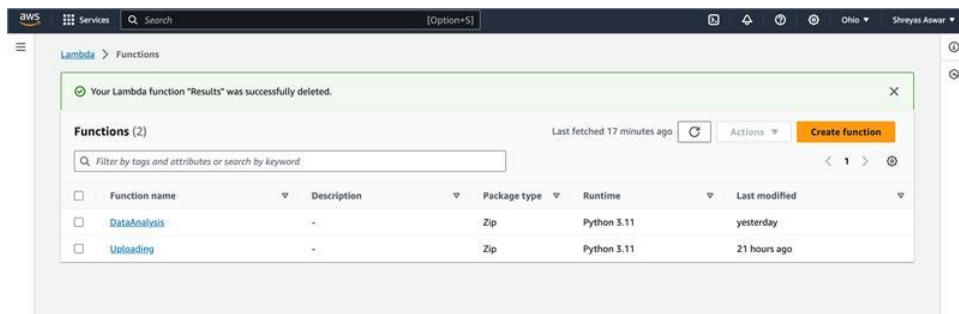 aws Services Search [Option+S] Ohio Shreyas Aswar
Lambda > Functions
Your Lambda function "Results" was successfully deleted.
Functions (2) Last fetched 17 minutes ago Actions Create function
Filter by tags and attributes or search by keyword < 1 >
Function name Description Package type Runtime Last modified
DataAnalysis - Zip Python 3.11 yesterday
Uploading - Zip Python 3.11 21 hours ago